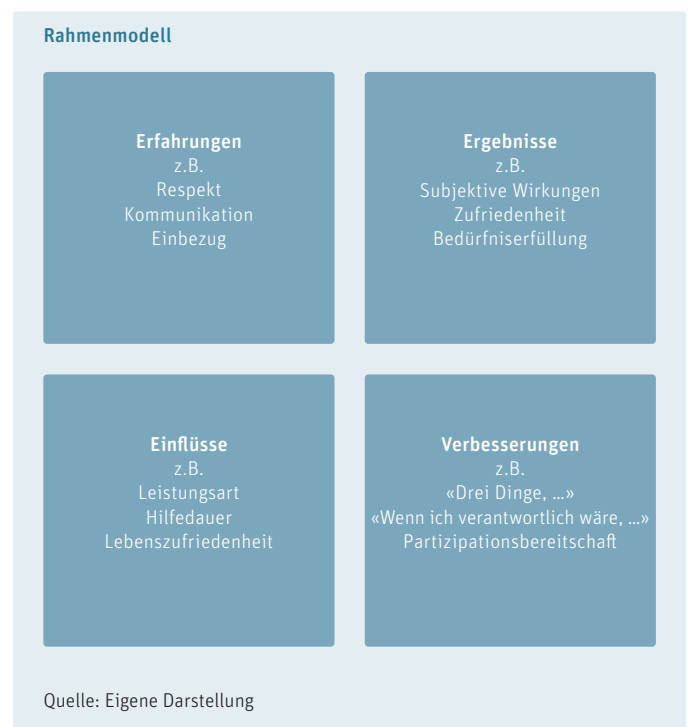 Rahmenmodell
Erfahrungen
z.B.
Respekt
Kommunikation
Einbezug
Ergebnisse
z.B.
Subjektive Wirkungen
Zufriedenheit
Bedürfniserfüllung
Einflüsse
z.B.
Leistungsart
Hilfedauer
Lebenszufriedenheit
Verbesserungen
z.B.
«Drei Dinge, …»
«Wenn ich verantwortlich wäre, …»
Partizipationsbereitschaft
Quelle: Eigene Darstellung